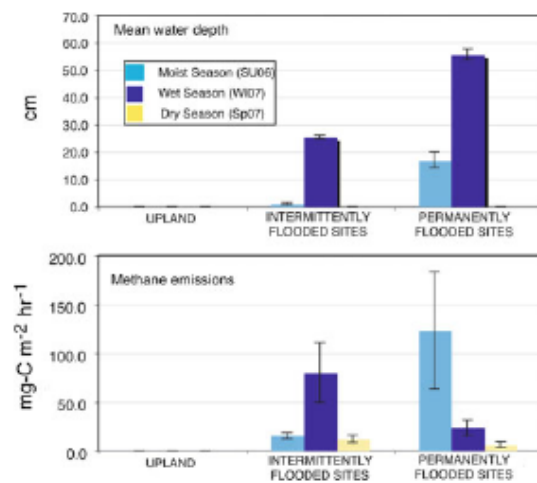 Mean water depth
60.0
50.0
40.0
30.0
20.0
10.0
0.0
cm
Moist Season (SU06)
Wet Season (WI07)
Dry Season (Sp07)
UPLAND
INTERMITTENTLY
FLOODED SITES
PERMANENTLY
FLOODED SITES
Methane emissions
200.0
150.0
100.0
50.0
0.0
mg-C m⁻² hr⁻¹
UPLAND
INTERMITTENTLY
FLOODED SITES
PERMANENTLY
FLOODED SITES